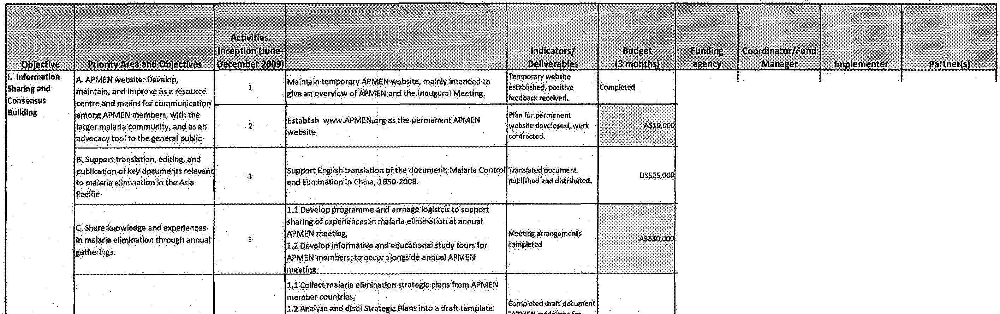 Objective
Priority Area and Objectives
Activities,
Inception (June-
December 2009)
Indicators/
Deliverables
Budget
(3 months)
Funding
agency
Coordinator/Fund
Manager
Implementer
Partner(s)
I. Information
Sharing and
Consensus
Building
A. APMEN website: Develop,
maintain, and improve as a resource
centre and means for communication
among APMEN members, with the
larger malaria community, and as an
advocacy tool to the general public
1
Maintain temporary APMEN website, mainly intended to
give an overview of APMEN and the Inaugural Meeting.
Temporary website
established, positive
feedback received.
Completed
2
Establish www.APMEN.org as the permanent APMEN
website
Plan for permanent
website developed, work
contracted.
A$10,000
B. Support translation, editing, and
publication of key documents relevant
to malaria elimination in the Asia
Pacific
1
Support English translation of the document, Malaria Control
and Elimination in China, 1950-2008.
Translated document
published and distributed.
US$25,000
C. Share knowledge and experiences
in malaria elimination through annual
gatherings.
1
1.1 Develop programme and arrnage logistcis to support
sharing of experiences in malaria elimination at annual
APMEN meeting,
1.2 Develop informative and educational study tours for
APMEN members, to occur alongside annual APMEN
meeting
Meeting arrangements
completed
A$530,000
1.1 Collect malaria elimination strategic plans from APMEN
member countries,
1.2 Analyse and distil Strategic Plans into a draft template
Completed draft document
"APMEN guidelines for